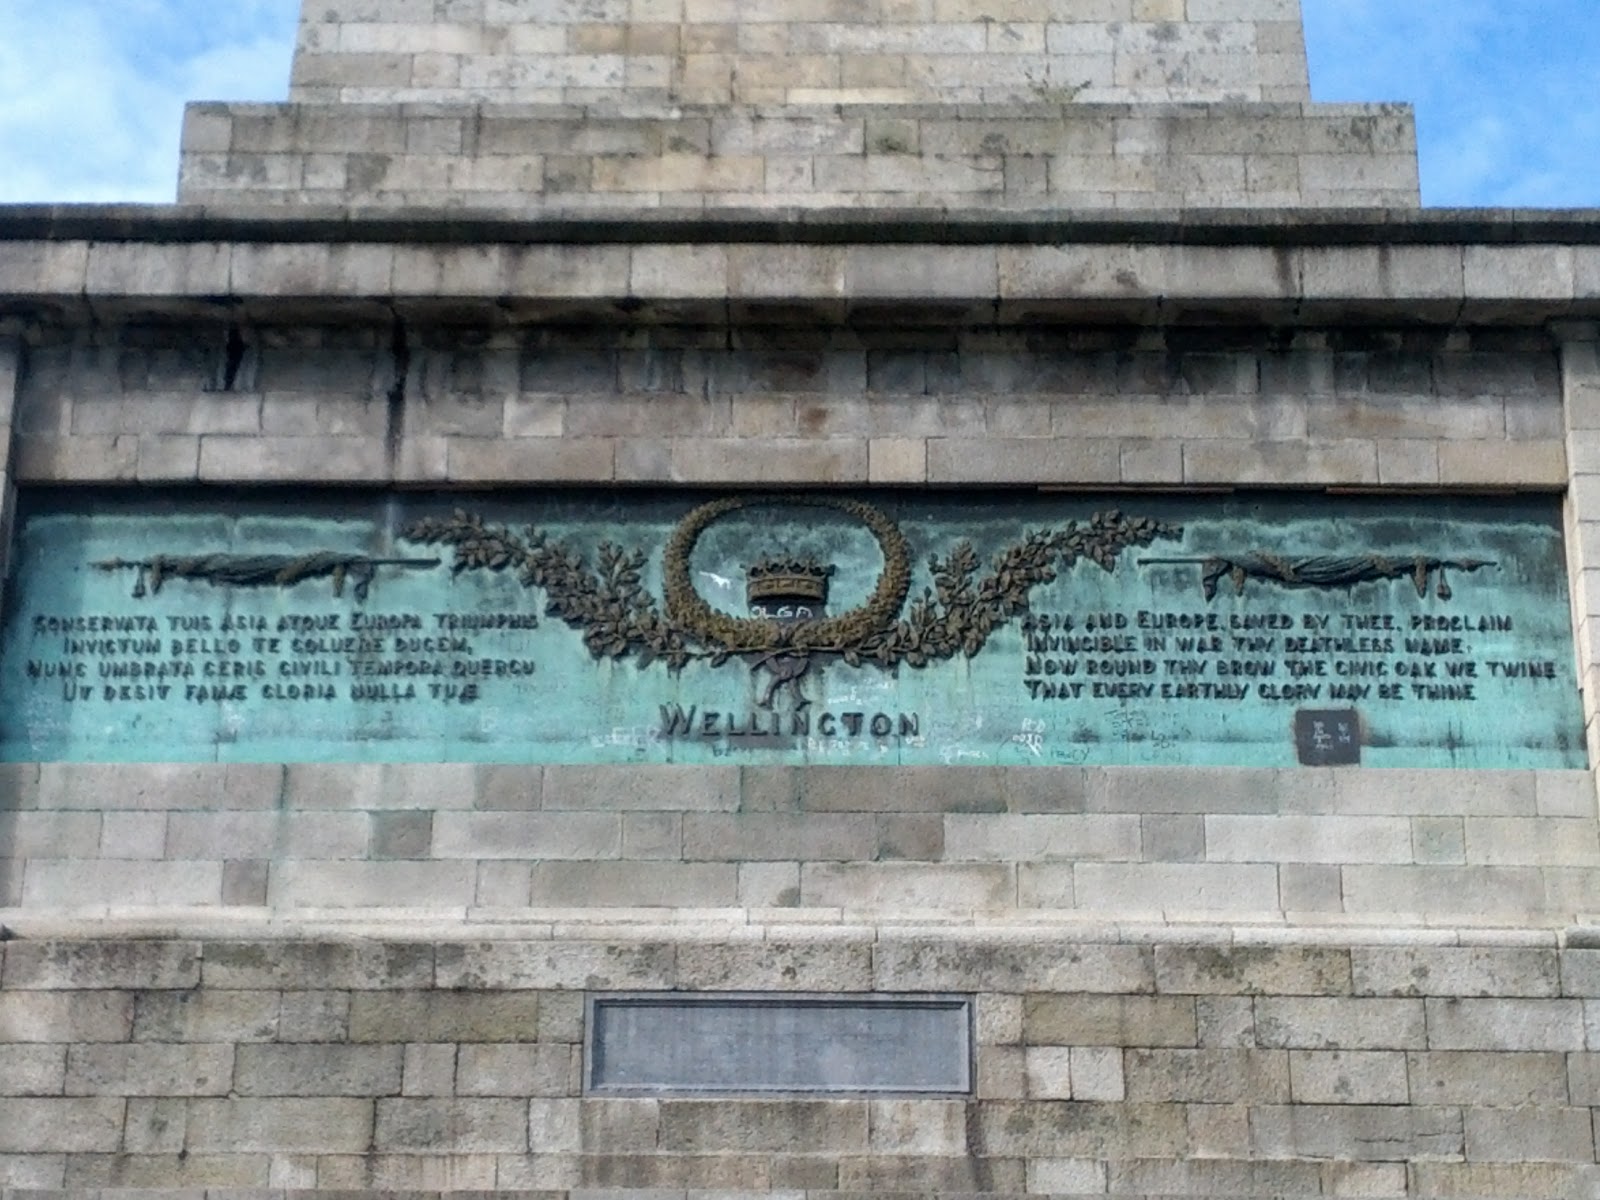 CONSERVATA TUIS ASIA ATQUE EUROPA TRIUMPHIS
INVICTUM BELLO TE COLUERE DUCEM,
NUNC UMBRATA GERIS CIVILI TEMPORA QUERCU
UT DESIT FAMÆ GLORIA NULLA TUÆ
OLGA
WELLINGTON
ASIA AND EUROPE, SAVED BY THEE, PROCLAIM
INVINCIBLE IN WAR THY DEATHLESS NAME,
NOW ROUND THY BROW THE CIVIC OAK WE TWINE
THAT EVERY EARTHLY GLORY MAY BE THINE